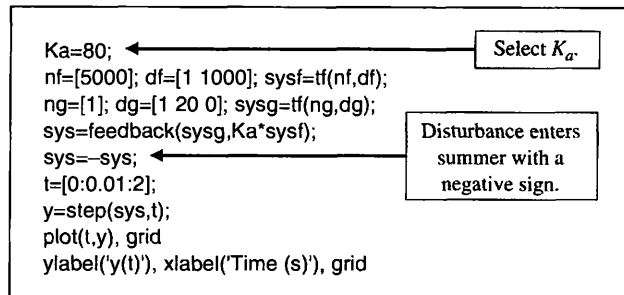 Ka=80;
Select Ka.
nf=[5000]; df=[1 1000]; sysf=tf(nf,df);
ng=[1]; dg=[1 20 0]; sysg=tf(ng,dg);
sys=feedback(sysg,Ka*sysf);
sys=–sys;
Disturbance enters
summer with a
negative sign.
t=[0:0.01:2];
y=step(sys,t);
plot(t,y), grid
ylabel('y(t)'), xlabel('Time (s)'), grid